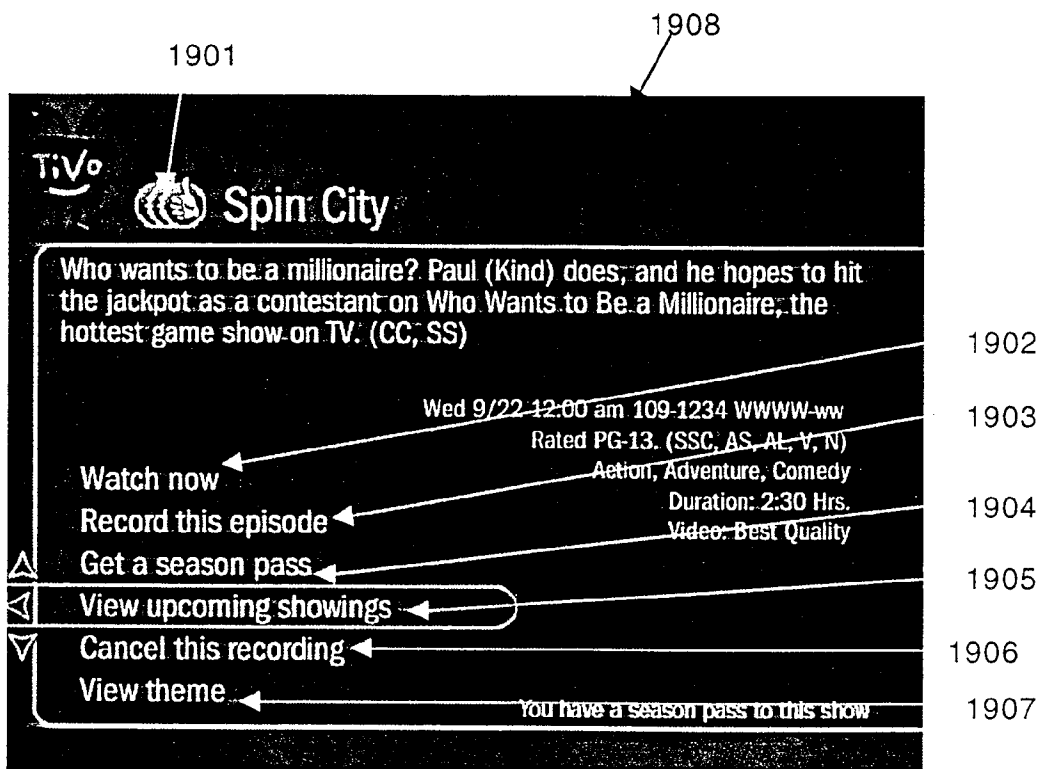 1908
1901
TiVo
Spin City
Who wants to be a millionaire? Paul (Kind) does, and he hopes to hit
the jackpot as a contestant on Who Wants to Be a Millionaire, the
hottest game show on TV. (CC, SS)
1902
Wed 9/22 12:00 am 109-1234 WWWW-ww
1903
Rated PG-13. (SSC, AS, AL, V, N)
Action, Adventure, Comedy
Watch now
Duration: 2:30 Hrs.
1904
Record this episode
Video: Best Quality
Get a season pass
1905
View upcoming showings
Cancel this recording
1906
View theme
You have a season pass to this show
1907